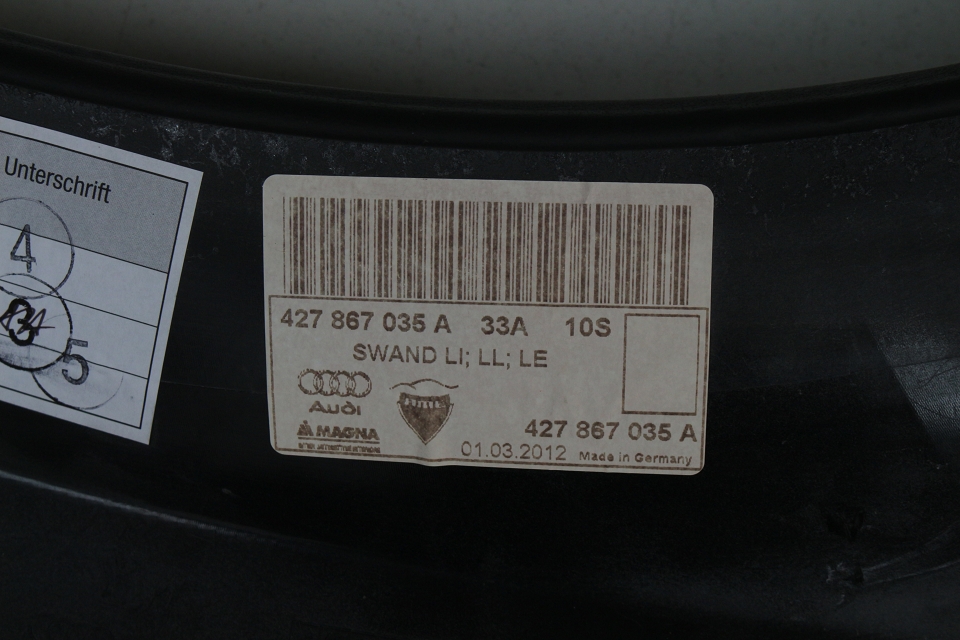 Unterschrift
4
3
5
427 867 035 A 33A 10S
SWAND LI; LL; LE
Audi
MAGNA
427 867 035 A
01.03.2012 Made in Germany